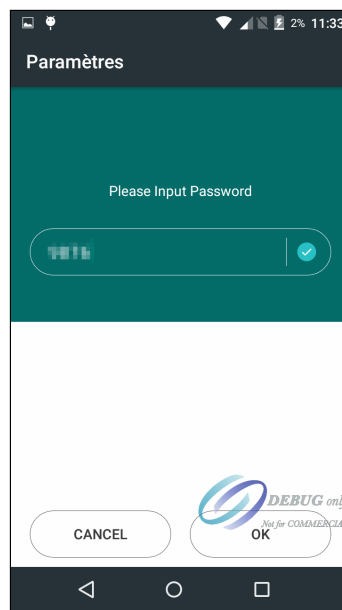 2% 11:33
Paramètres
Please Input Password
DEBUG only
Not for COMMERCIA
CANCEL
OK